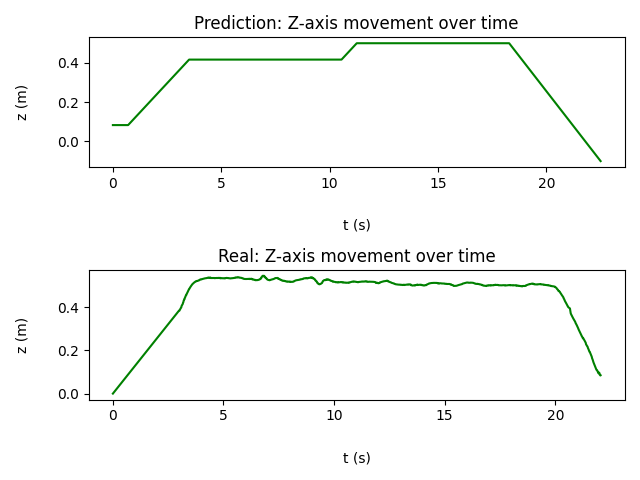 Prediction: Z-axis movement over time
z (m)
0.4
0.2
0.0
0 5 10 15 20
t (s)
Real: Z-axis movement over time
z (m)
0.4
0.2
0.0
0 5 10 15 20
t (s)